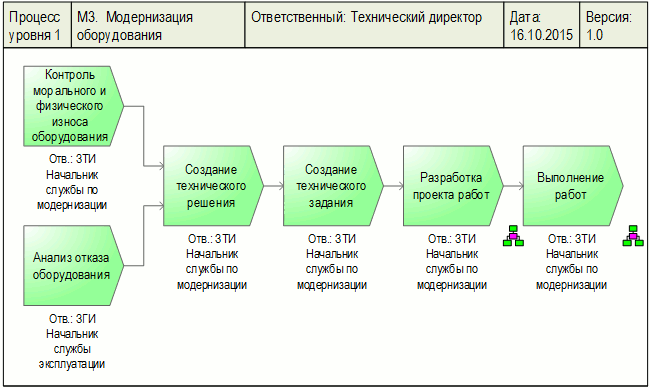 Процесс
уровня 1
М3. Модернизация
оборудования
Ответственный: Технический директор
Дата:
16.10.2015
Версия:
1.0
Контроль
морального и
физического
износа
оборудования
Отв.: ЗТИ
Начальник
службы по
модернизации
Анализ отказа
оборудования
Отв.: ЗГИ
Начальник
службы
эксплуатации
Создание
технического
решения
Отв.: ЗТИ
Начальник
службы по
модернизации
Создание
технического
задания
Отв.: ЗТИ
Начальник
службы по
модернизации
Разработка
проекта работ
Отв.: ЗТИ
Начальник
службы по
модернизации
Выполнение
работ
Отв.: ЗТИ
Начальник
службы по
модернизации